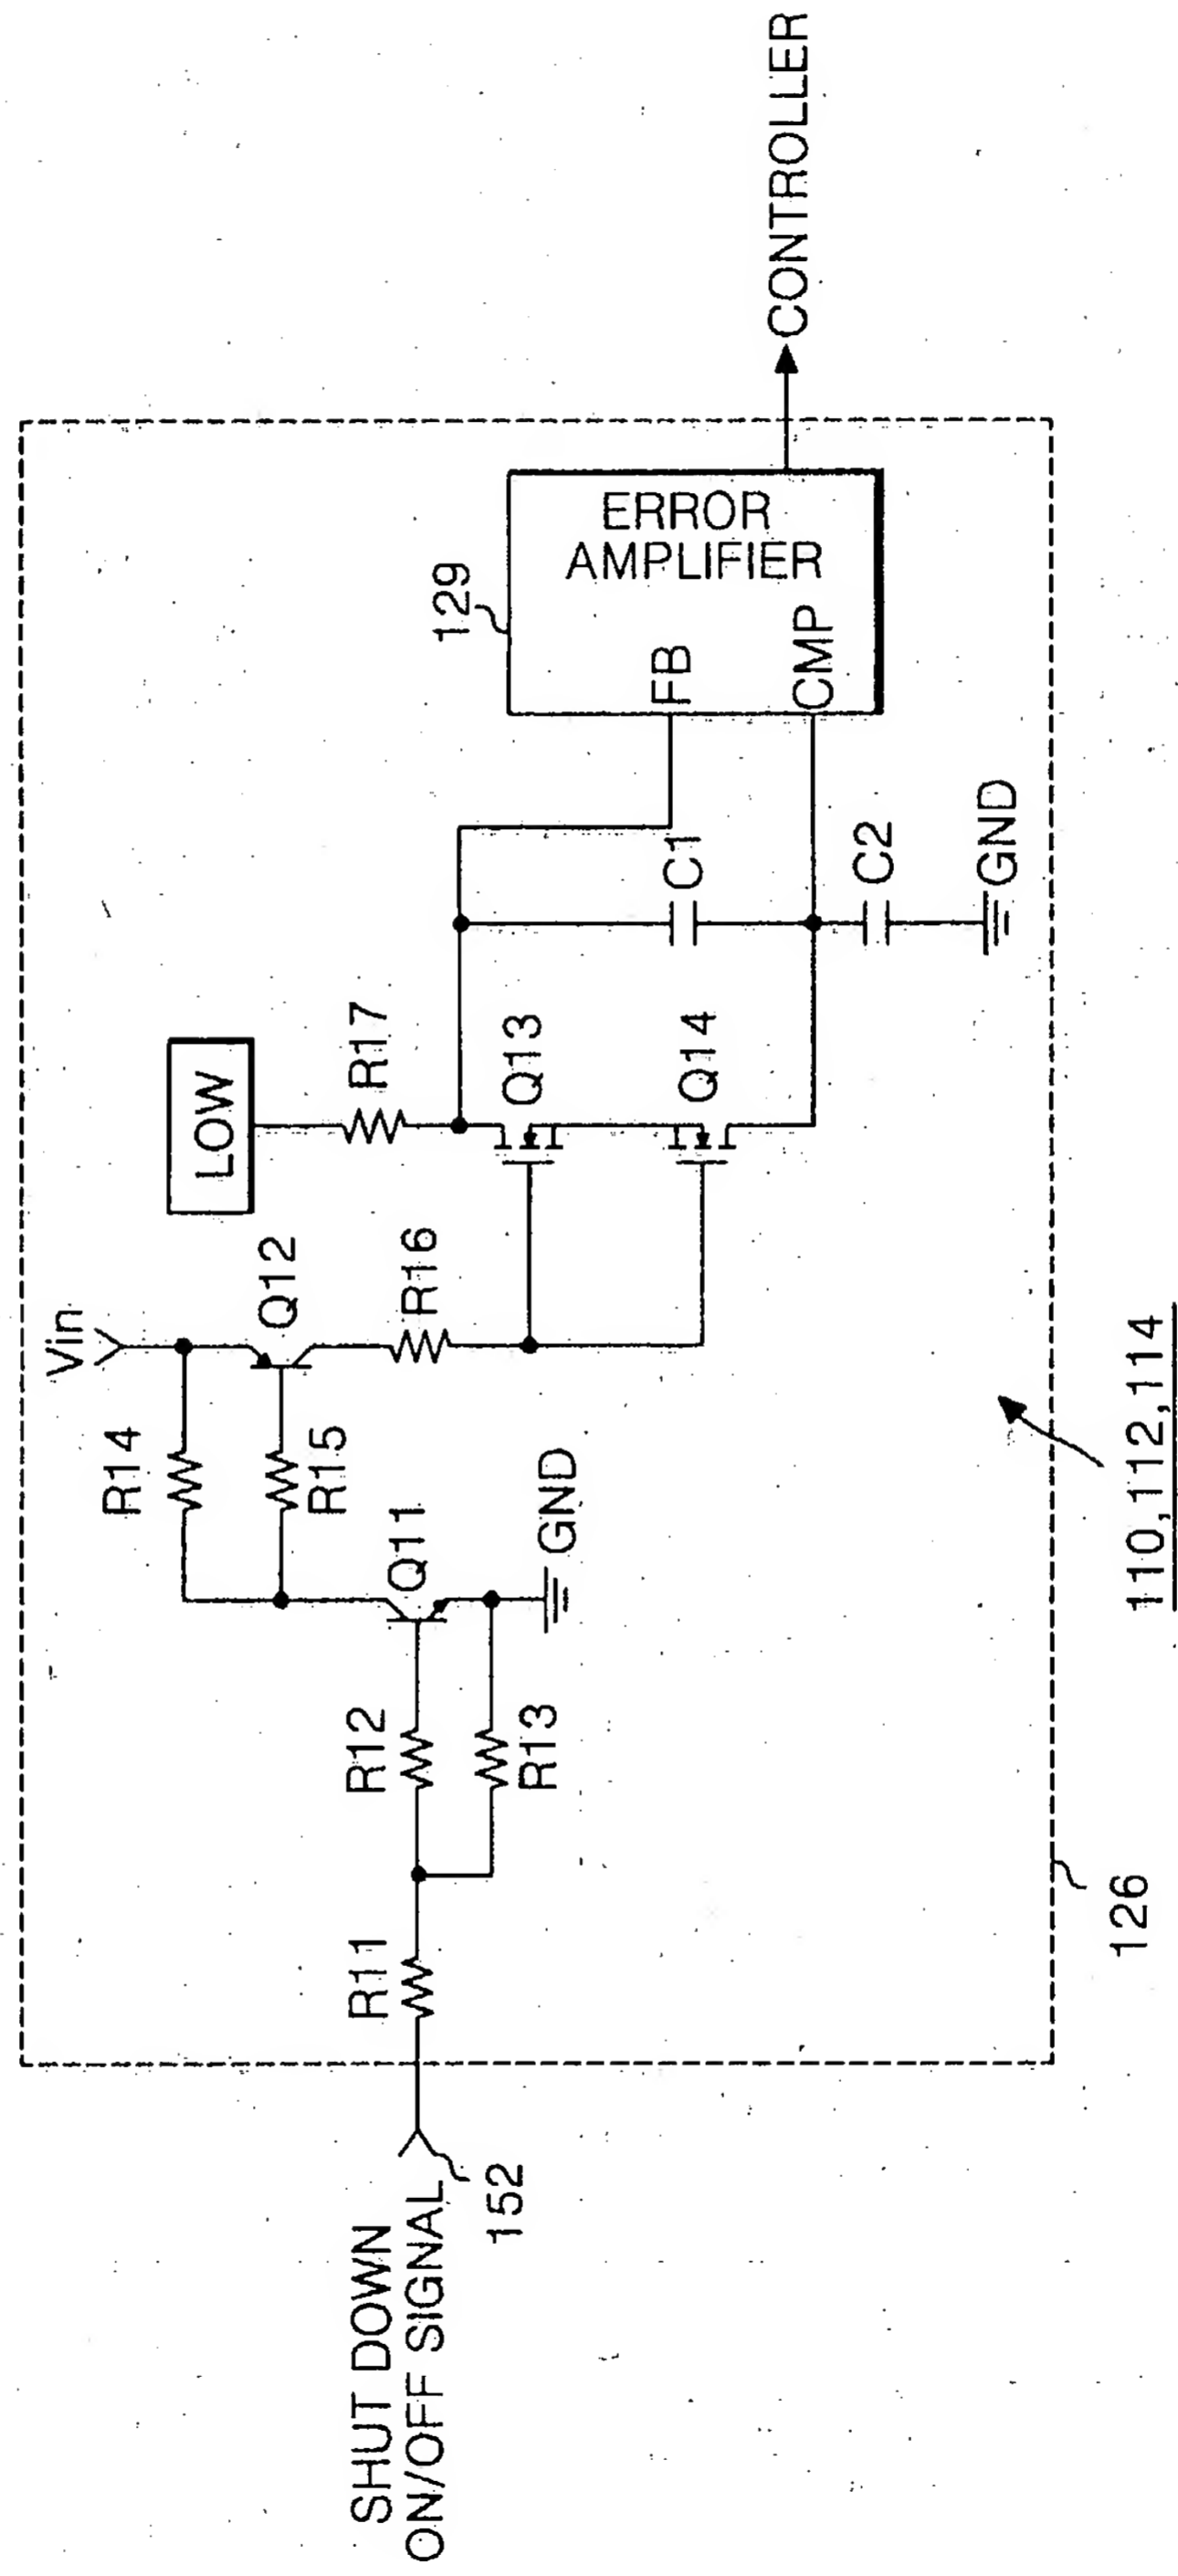 SHUT DOWN
ON/OFF SIGNAL
152
R11
R12
R13
Q11
GND
R14
R15
Vin
Q12
R16
LOW
R17
Q13
Q14
C1
C2
GND
129
ERROR
AMPLIFIER
FB
CMP
CONTROLLER
126
110,112,114